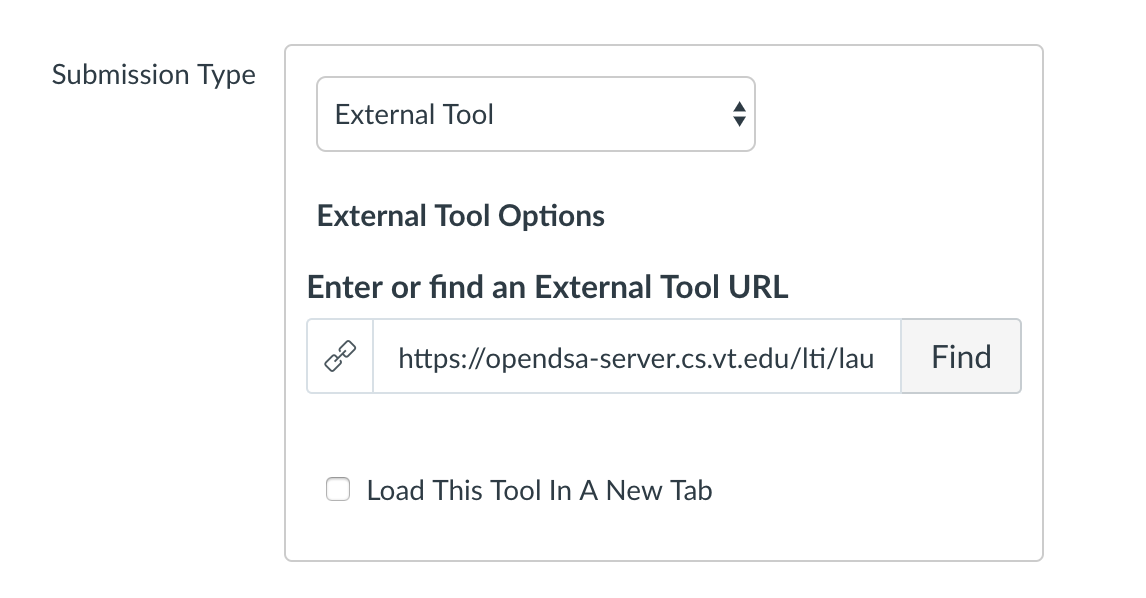 Submission Type
External Tool
External Tool Options
Enter or find an External Tool URL
https://opendsa-server.cs.vt.edu/lti/lau
Find
Load This Tool In A New Tab